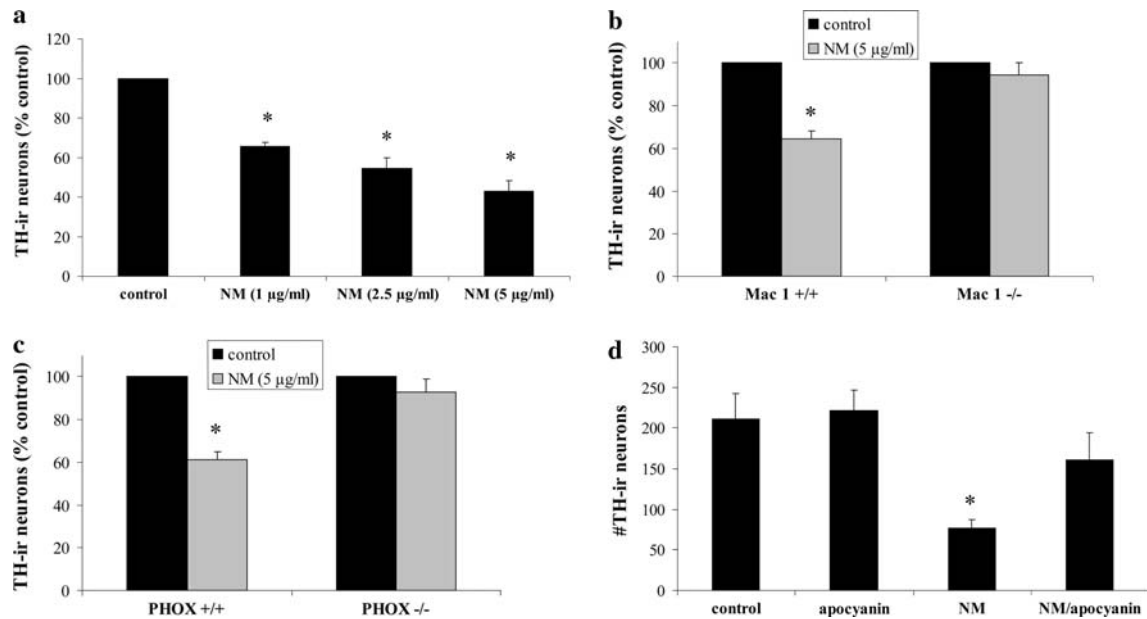 a
TH-ir neurons (% control)
120
100
80
60
40
20
0
*
*
*
control
NM (1 µg/ml)
NM (2.5 µg/ml)
NM (5 µg/ml)
b
control
NM (5 µg/ml)
TH-ir neurons (% control)
100
80
60
40
20
0
*
Mac 1 +/+
Mac 1 -/-
c
control
NM (5 µg/ml)
TH-ir neurons (% control)
100
80
60
40
20
0
*
PHOX +/+
PHOX -/-
d
#TH-ir neurons
300
250
200
150
100
50
0
*
control
apocyanin
NM
NM/apocyanin